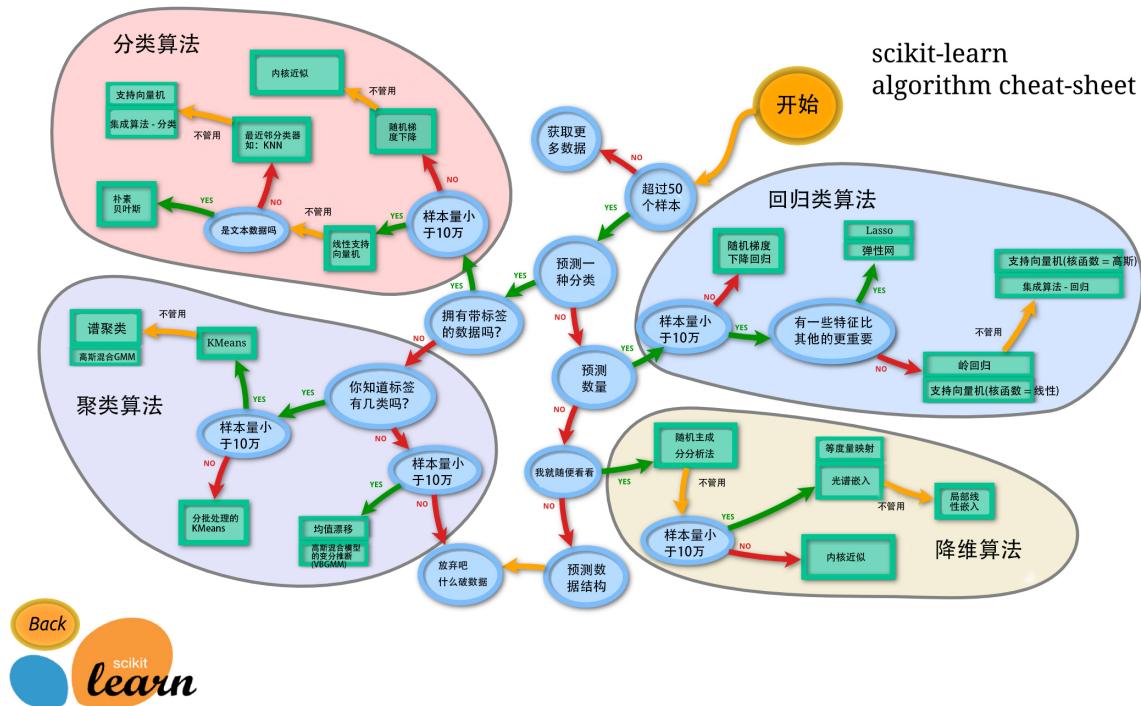 scikit-learn
algorithm cheat-sheet
开始
获取更
多数据
NO
超过50
个样本
YES
预测一
种分类
YES
NO
拥有带标签
的数据吗?
YES
NO
预测
数量
YES
NO
我就随便看看
YES
NO
预测数
据结构
放弃吧
什么破数据
分类算法
内核近似
不管用
支持向量机
集成算法 - 分类
不管用
最近邻分类器
如：KNN
随机梯
度下降
NO
朴素
贝叶斯
YES
NO
是文本数据吗
不管用
线性支持
向量机
YES
样本量小
于10万
回归类算法
随机梯度
下降回归
Lasso
弹性网
支持向量机(核函数 = 高斯)
集成算法 - 回归
NO
YES
样本量小
于10万
YES
有一些特征比
其他的更重要
不管用
NO
岭回归
支持向量机(核函数 = 线性)
聚类算法
谱聚类
高斯混合GMM
不管用
KMeans
YES
你知道标签
有几类吗?
YES
样本量小
于10万
NO
NO
样本量小
于10万
分批处理的
KMeans
YES
NO
均值漂移
高斯混合模型
的变分推断
(VBGMM)
降维算法
随机主成
分分析法
不管用
等度量映射
光谱嵌入
不管用
局部线
性嵌入
YES
样本量小
于10万
NO
内核近似
Back
scikit
learn